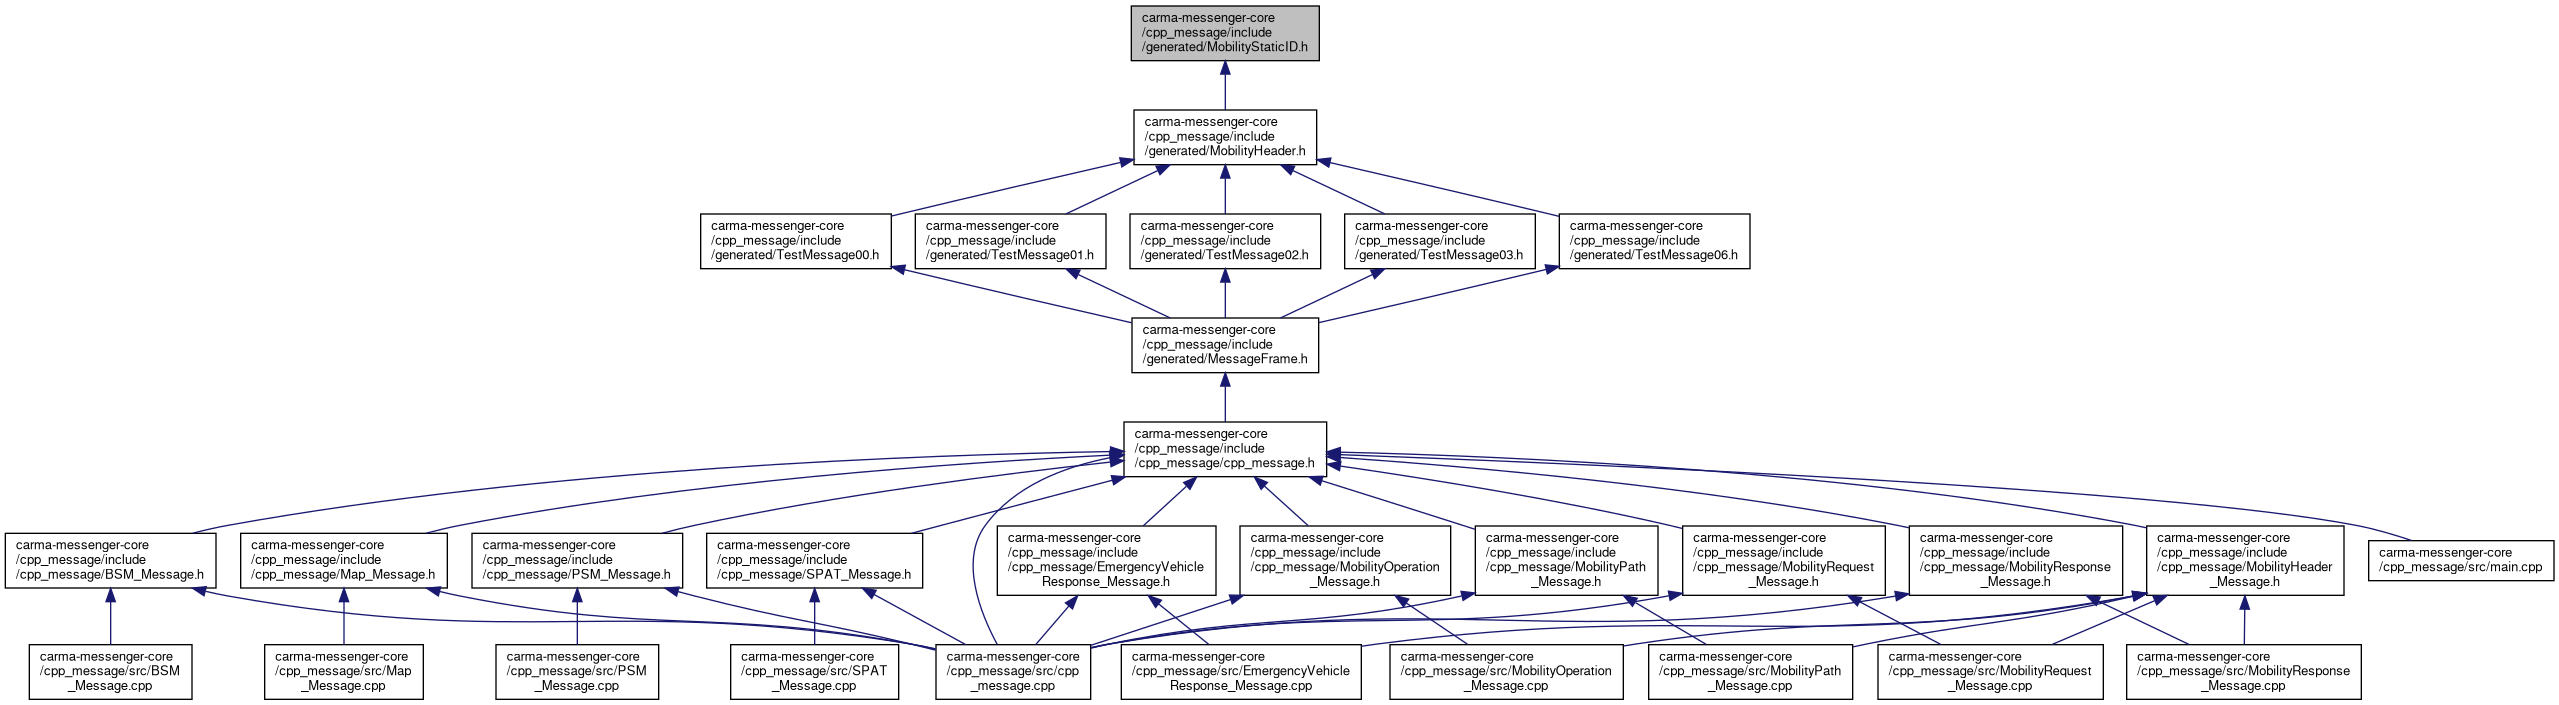 carma-messenger-core
/cpp_message/include
/generated/MobilityStaticID.h
carma-messenger-core
/cpp_message/include
/generated/MobilityHeader.h
carma-messenger-core
/cpp_message/include
/generated/TestMessage00.h
carma-messenger-core
/cpp_message/include
/generated/TestMessage01.h
carma-messenger-core
/cpp_message/include
/generated/TestMessage02.h
carma-messenger-core
/cpp_message/include
/generated/TestMessage03.h
carma-messenger-core
/cpp_message/include
/generated/TestMessage06.h
carma-messenger-core
/cpp_message/include
/generated/MessageFrame.h
carma-messenger-core
/cpp_message/include
/cpp_message/cpp_message.h
carma-messenger-core
/cpp_message/include
/cpp_message/BSM_Message.h
carma-messenger-core
/cpp_message/include
/cpp_message/Map_Message.h
carma-messenger-core
/cpp_message/include
/cpp_message/PSM_Message.h
carma-messenger-core
/cpp_message/include
/cpp_message/SPAT_Message.h
carma-messenger-core
/cpp_message/include
/cpp_message/EmergencyVehicle
Response_Message.h
carma-messenger-core
/cpp_message/include
/cpp_message/MobilityOperation
_Message.h
carma-messenger-core
/cpp_message/include
/cpp_message/MobilityPath
_Message.h
carma-messenger-core
/cpp_message/include
/cpp_message/MobilityRequest
_Message.h
carma-messenger-core
/cpp_message/include
/cpp_message/MobilityResponse
_Message.h
carma-messenger-core
/cpp_message/include
/cpp_message/MobilityHeader
_Message.h
carma-messenger-core
/cpp_message/src/main.cpp
carma-messenger-core
/cpp_message/src/BSM
_Message.cpp
carma-messenger-core
/cpp_message/src/Map
_Message.cpp
carma-messenger-core
/cpp_message/src/PSM
_Message.cpp
carma-messenger-core
/cpp_message/src/SPAT
_Message.cpp
carma-messenger-core
/cpp_message/src/cpp
_message.cpp
carma-messenger-core
/cpp_message/src/EmergencyVehicle
Response_Message.cpp
carma-messenger-core
/cpp_message/src/MobilityOperation
_Message.cpp
carma-messenger-core
/cpp_message/src/MobilityPath
_Message.cpp
carma-messenger-core
/cpp_message/src/MobilityRequest
_Message.cpp
carma-messenger-core
/cpp_message/src/MobilityResponse
_Message.cpp